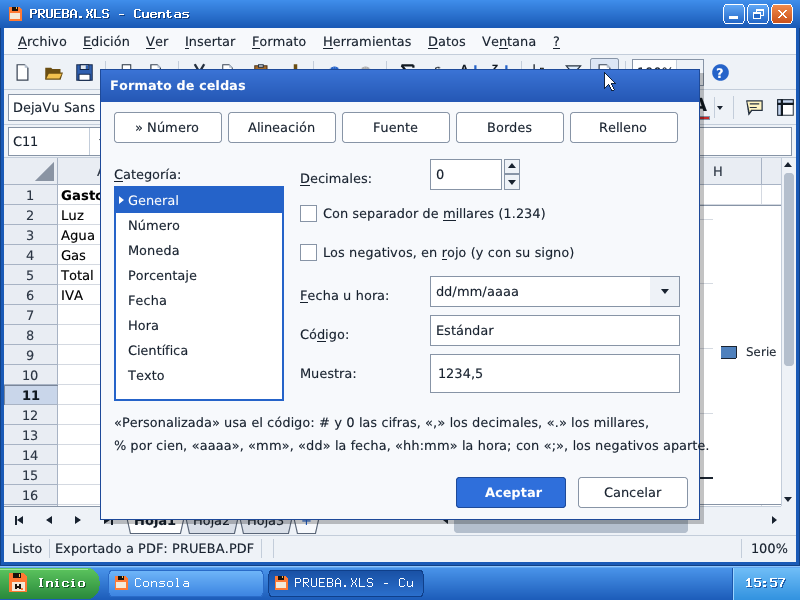 PRUEBA.XLS - Cuentas
Archivo Edición Ver Insertar Formato Herramientas Datos Ventana ?
100%
DejaVu Sans
C11
Formato de celdas
» Número Alineación Fuente Bordes Relleno
Categoría:
General
Número
Moneda
Porcentaje
Fecha
Hora
Científica
Texto
Decimales: 0
Con separador de millares (1.234)
Los negativos, en rojo (y con su signo)
Fecha u hora: dd/mm/aaaa
Código: Estándar
Muestra: 1234,5
«Personalizada» usa el código: # y 0 las cifras, «,» los decimales, «.» los millares,
% por cien, «aaaa», «mm», «dd» la fecha, «hh:mm» la hora; con «;», los negativos aparte.
Aceptar Cancelar
H
1 Gasto
2 Luz
3 Agua
4 Gas
5 Total
6 IVA
7
8
9
10
11
12
13
14
15
16
Serie
Hoja1 Hoja2 Hoja3 +
Listo Exportado a PDF: PRUEBA.PDF 100%
Inicio Consola PRUEBA.XLS - Cu 15:57